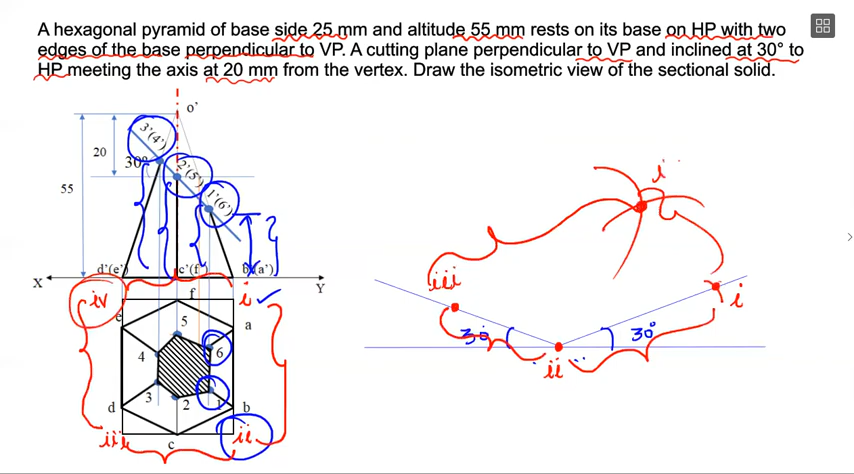 A hexagonal pyramid of base side 25 mm and altitude 55 mm rests on its base on HP with two
edges of the base perpendicular to VP. A cutting plane perpendicular to VP and inclined at 30° to
HP meeting the axis at 20 mm from the vertex. Draw the isometric view of the sectional solid.
o'
3'(4')
20
30°
2'(5')
55
1'(6')
d'(e')
c'(f')
b'(a')
X
Y
iv
f
i
e
5
a
4
6
3
2
1
d
b
iii
c
ii
i
iii
i
30°
30°
ii